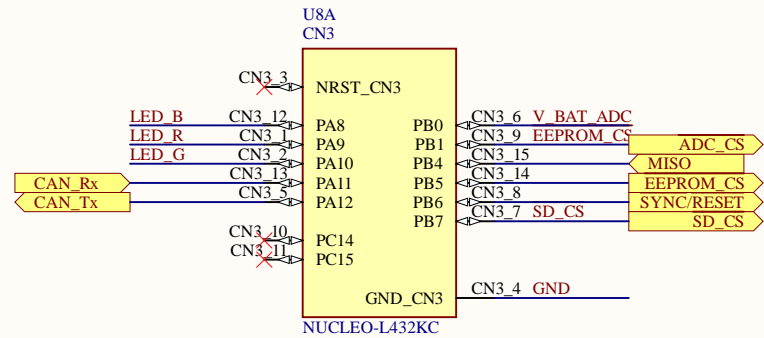 U8A
CN3
CN3_3 NRST_CN3
LED_B CN3_12 PA8 PB0 CN3_6 V_BAT_ADC
LED_R CN3_1 PA9 PB1 CN3_9 EEPROM_CS ADC_CS
LED_G CN3_2 PA10 PB4 CN3_15 MISO
CAN_Rx CN3_13 PA11 PB5 CN3_14 EEPROM_CS
CAN_Tx CN3_5 PA12 PB6 CN3_8 SYNC/RESET
PB7 CN3_7 SD_CS SD_CS
CN3_10 PC14
CN3_11 PC15
GND_CN3 CN3_4 GND
NUCLEO-L432KC